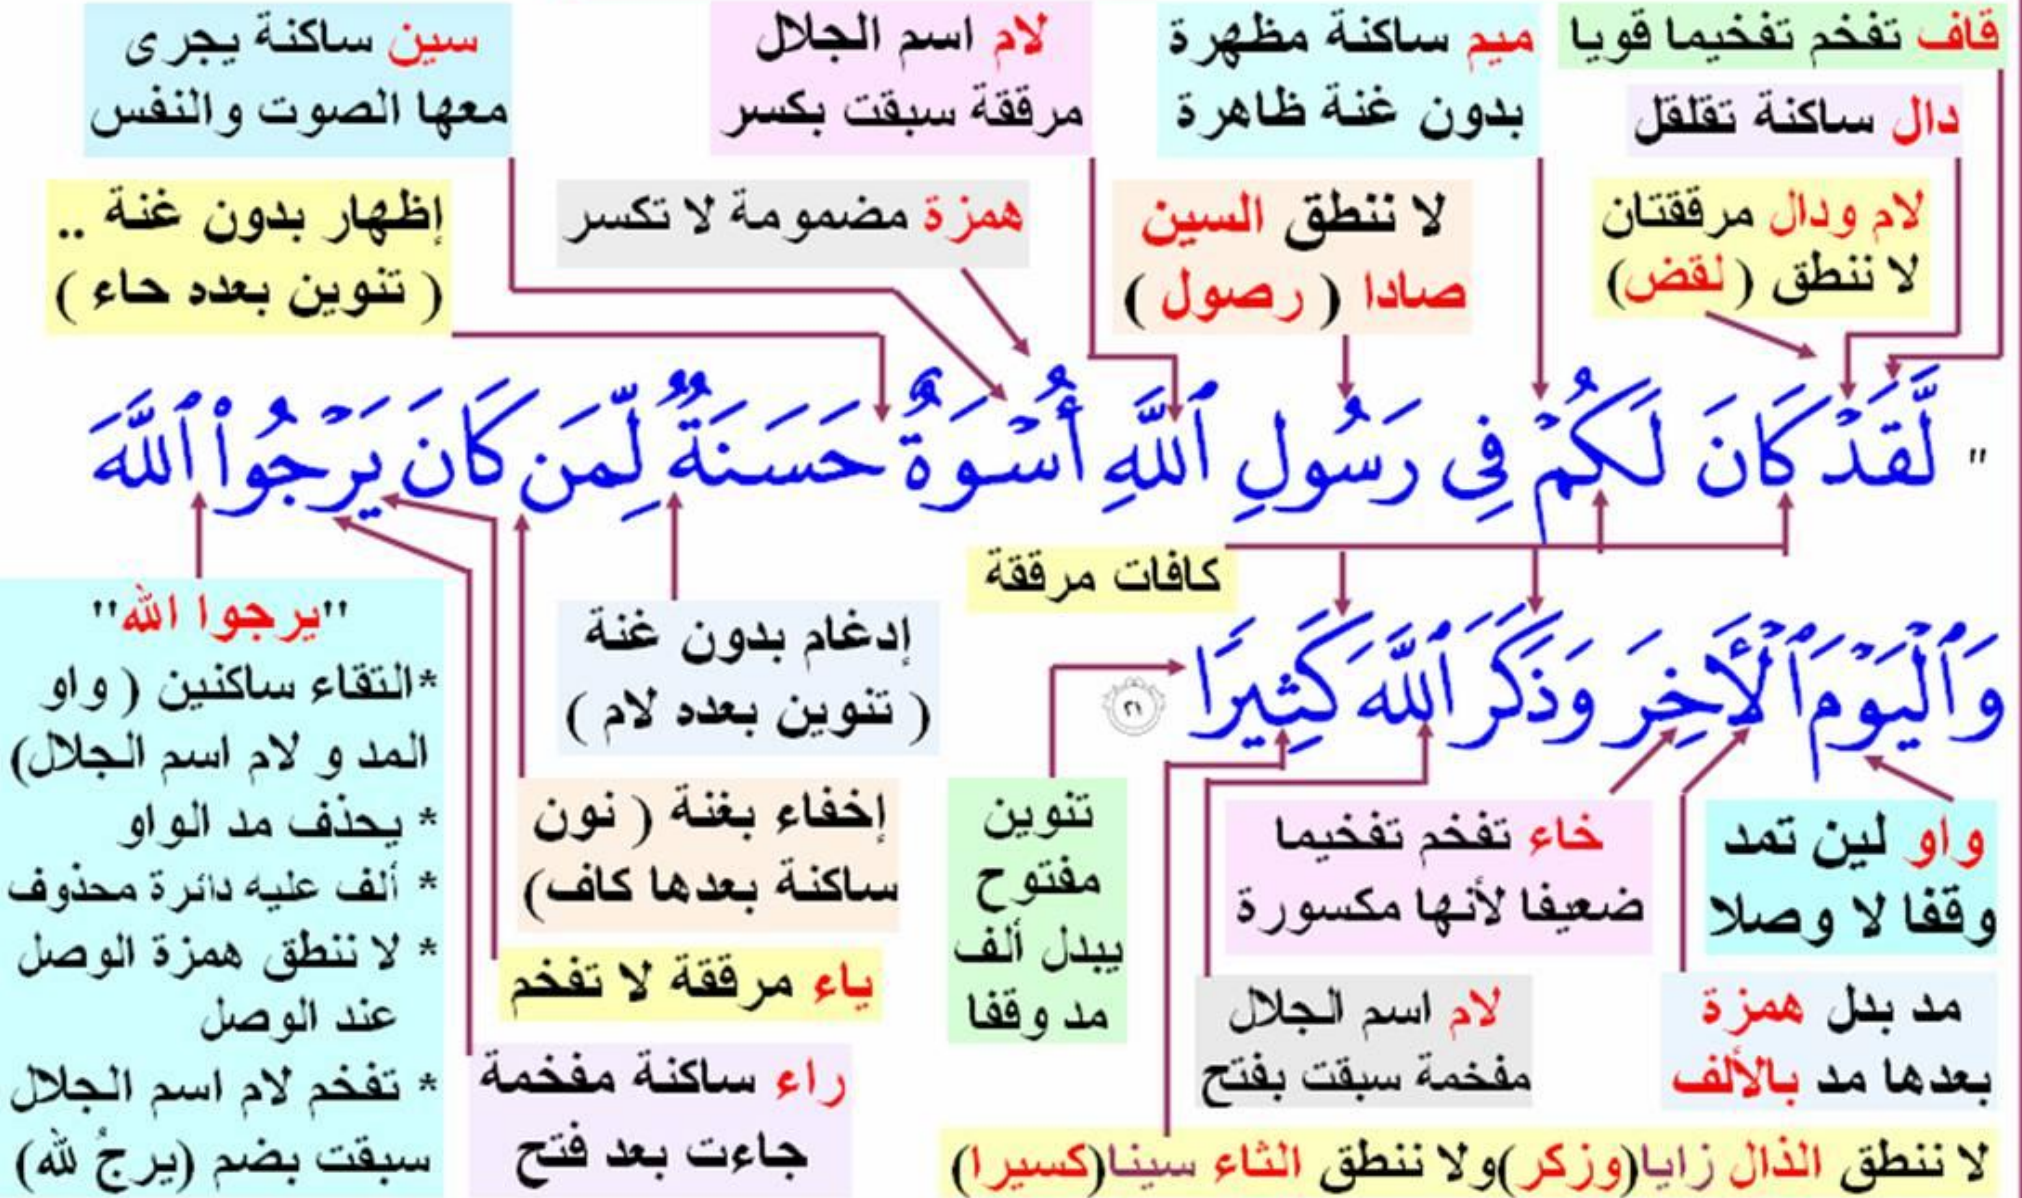 قاف تفخم تفخيما قويا
دال ساكنة تقلقل
لام ودال مرققتان
لا ننطق (لقض)
ميم ساكنة مظهرة
بدون غنة ظاهرة
لا ننطق السين
صادا ( رصول )
لام اسم الجلال
مرققة سبقت بكسر
همزة مضمومة لا تكسر
سين ساكنة يجرى
معها الصوت والنفس
إظهار بدون غنة ..
( تنوين بعده حاء )
" لَّقَدْ كَانَ لَكُمْ فِى رَسُولِ ٱللَّهِ أُسْوَةٌ حَسَنَةٌ لِّمَن كَانَ يَرْجُوا۟ ٱللَّهَ
كافات مرققة
وَٱلْيَوْمَ ٱلْأَخِرَ وَذَكَرَ ٱللَّهَ كَثِيرًا ٢١
"يرجوا الله"
*التقاء ساكنين ( واو
المد و لام اسم الجلال)
* يحذف مد الواو
* ألف عليه دائرة محذوف
* لا ننطق همزة الوصل
عند الوصل
* تفخم لام اسم الجلال
سبقت بضم (يرجُ لله)
إدغام بدون غنة
( تنوين بعده لام )
إخفاء بغنة ( نون
ساكنة بعدها كاف)
ياء مرققة لا تفخم
راء ساكنة مفخمة
جاءت بعد فتح
تنوين
مفتوح
يبدل ألف
مد وقفا
خاء تفخم تفخيما
ضعيفا لأنها مكسورة
واو لين تمد
وقفا لا وصلا
لام اسم الجلال
مفخمة سبقت بفتح
مد بدل همزة
بعدها مد بالألف
لا ننطق الذال زايا(وزكر)ولا ننطق الثاء سينا(كسيرا)